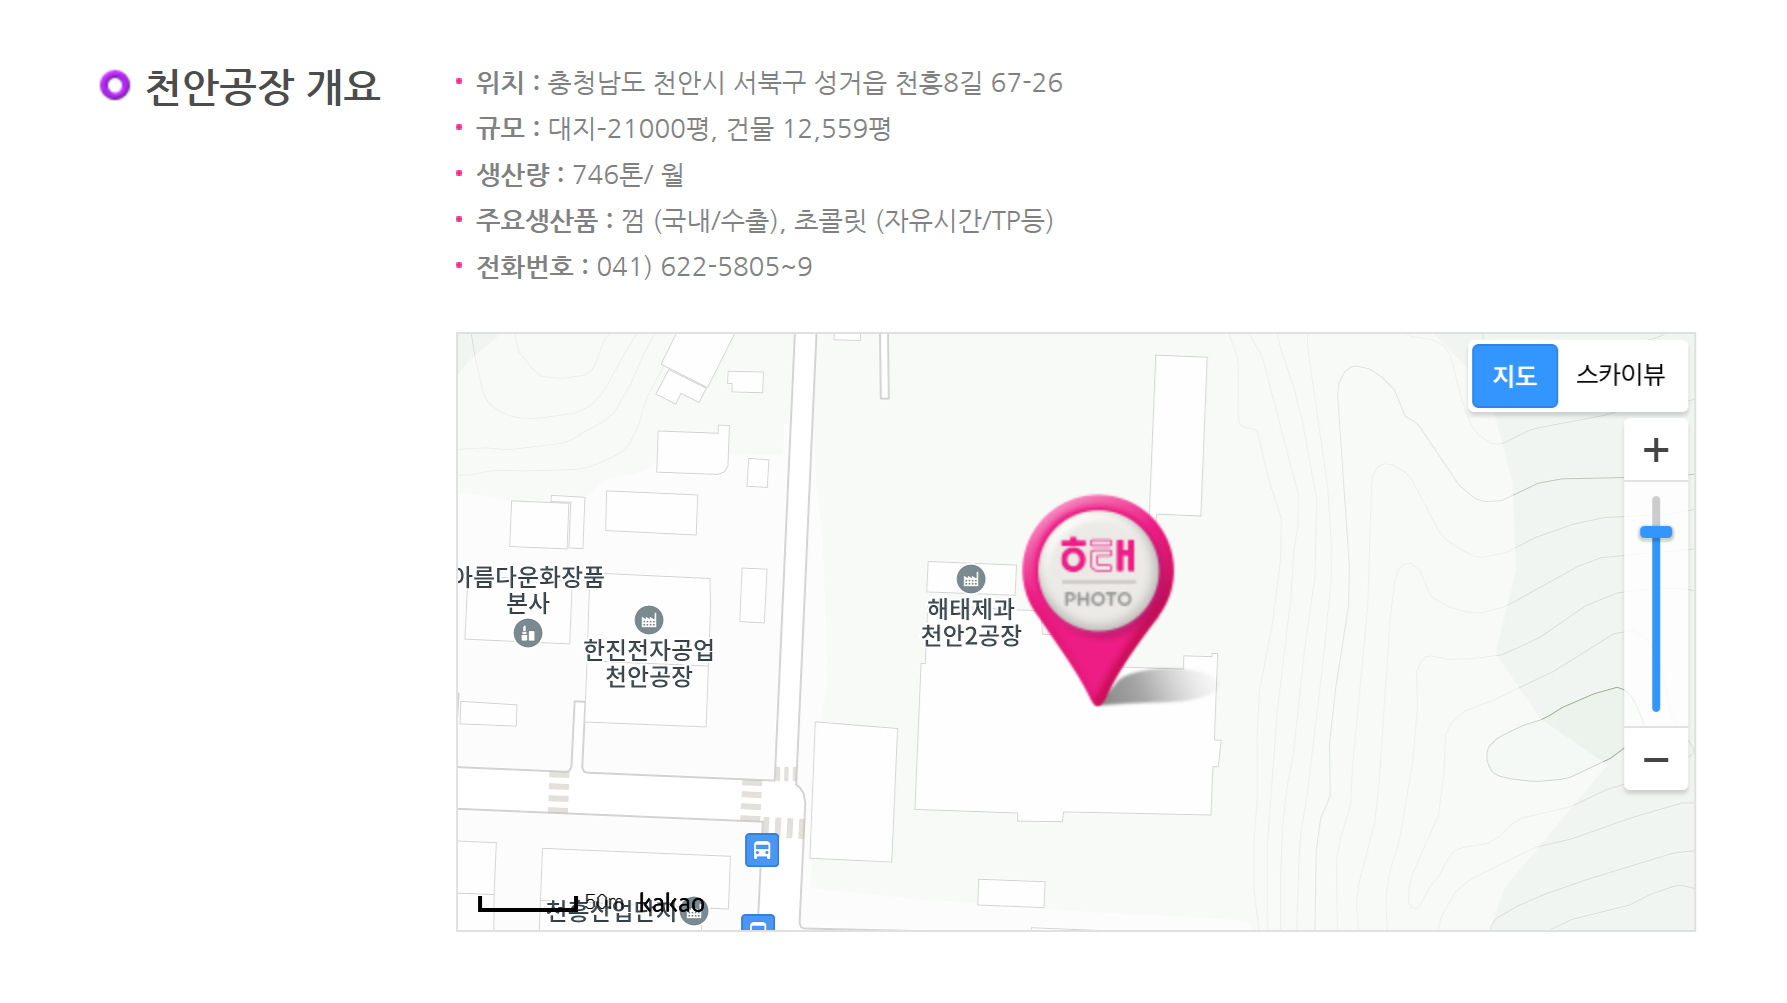 천안공장 개요
위치 : 충청남도 천안시 서북구 성거읍 천흥8길 67-26
규모 : 대지-21000평, 건물 12,559평
생산량 : 746톤/ 월
주요생산품 : 껌 (국내/수출), 초콜릿 (자유시간/TP등)
전화번호 : 041) 622-5805~9
지도 스카이뷰
+
해태
PHOTO
아름다운화장품
본사
한진전자공업
천안공장
해태제과
천안2공장
−
50m kakao
천흥산업단지